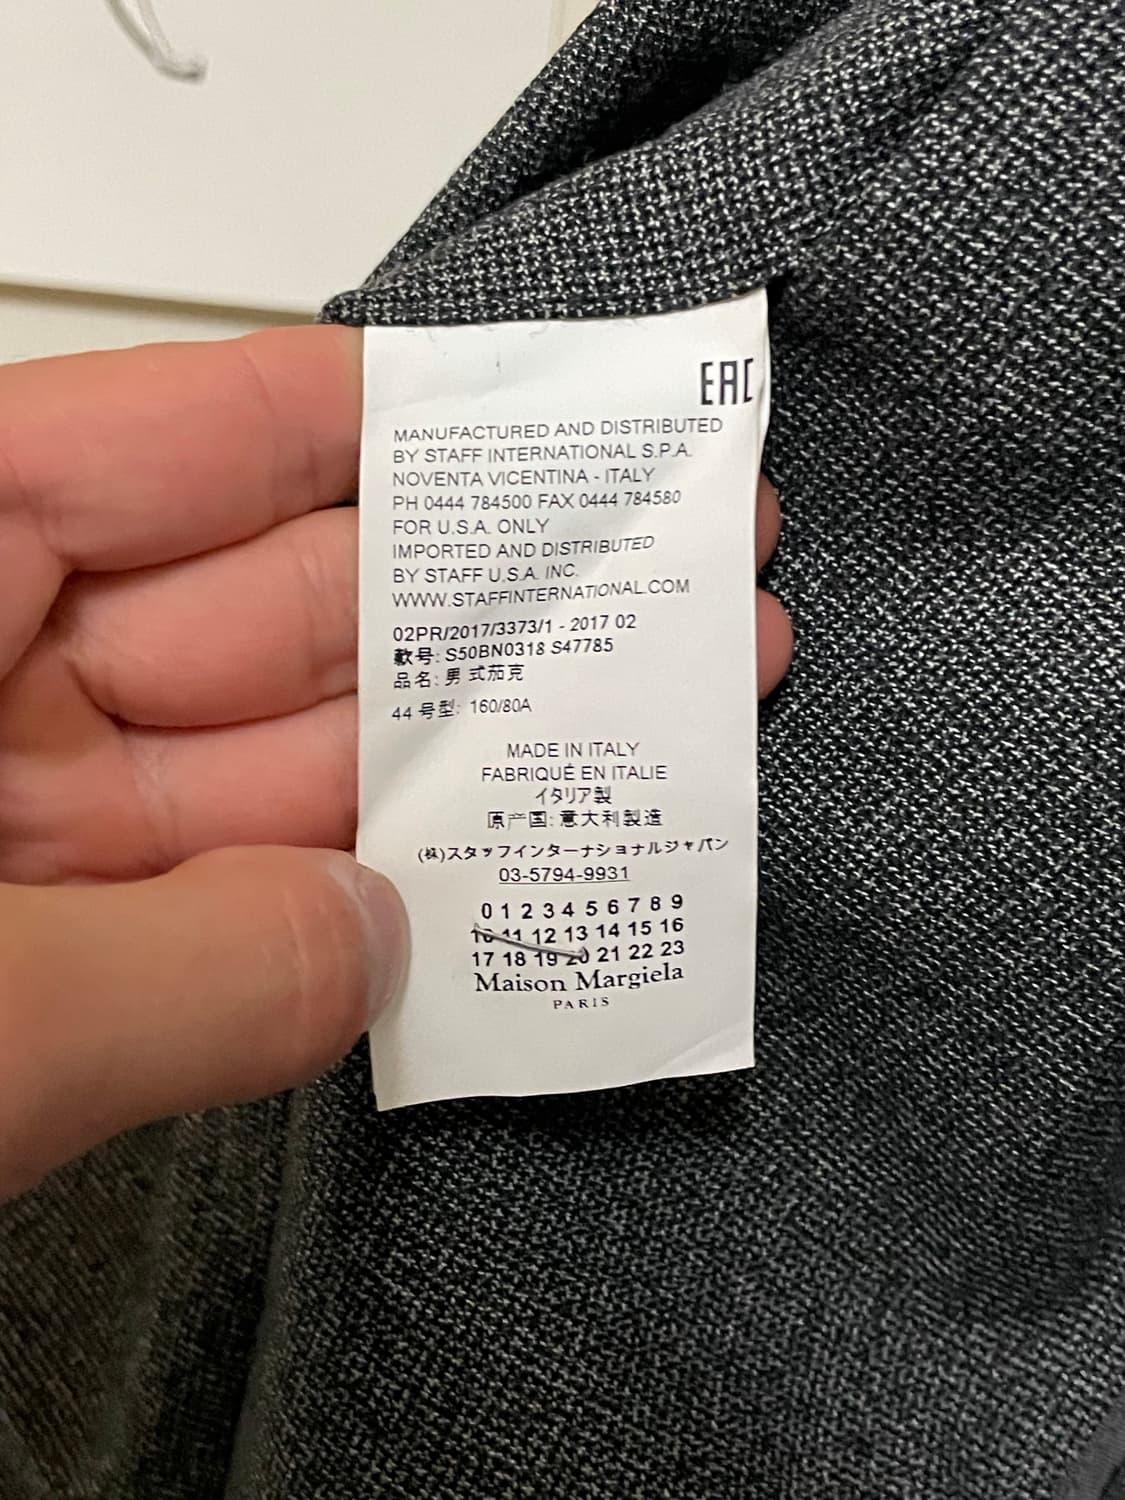 EAC
MANUFACTURED AND DISTRIBUTED
BY STAFF INTERNATIONAL S.P.A.
NOVENTA VICENTINA - ITALY
PH 0444 784500 FAX 0444 784580
FOR U.S.A. ONLY
IMPORTED AND DISTRIBUTED
BY STAFF U.S.A. INC.
WWW.STAFFINTERNATIONAL.COM
02PR/2017/3373/1 - 2017 02
款号: S50BN0318 S47785
品名: 男式茄克
44 号型: 160/80A
MADE IN ITALY
FABRIQUÉ EN ITALIE
イタリア製
原产国: 意大利製造
(株)スタッフインターナショナルジャパン
03-5794-9931
0 1 2 3 4 5 6 7 8 9
10 11 12 13 14 15 16
17 18 19 20 21 22 23
Maison Margiela
PARIS